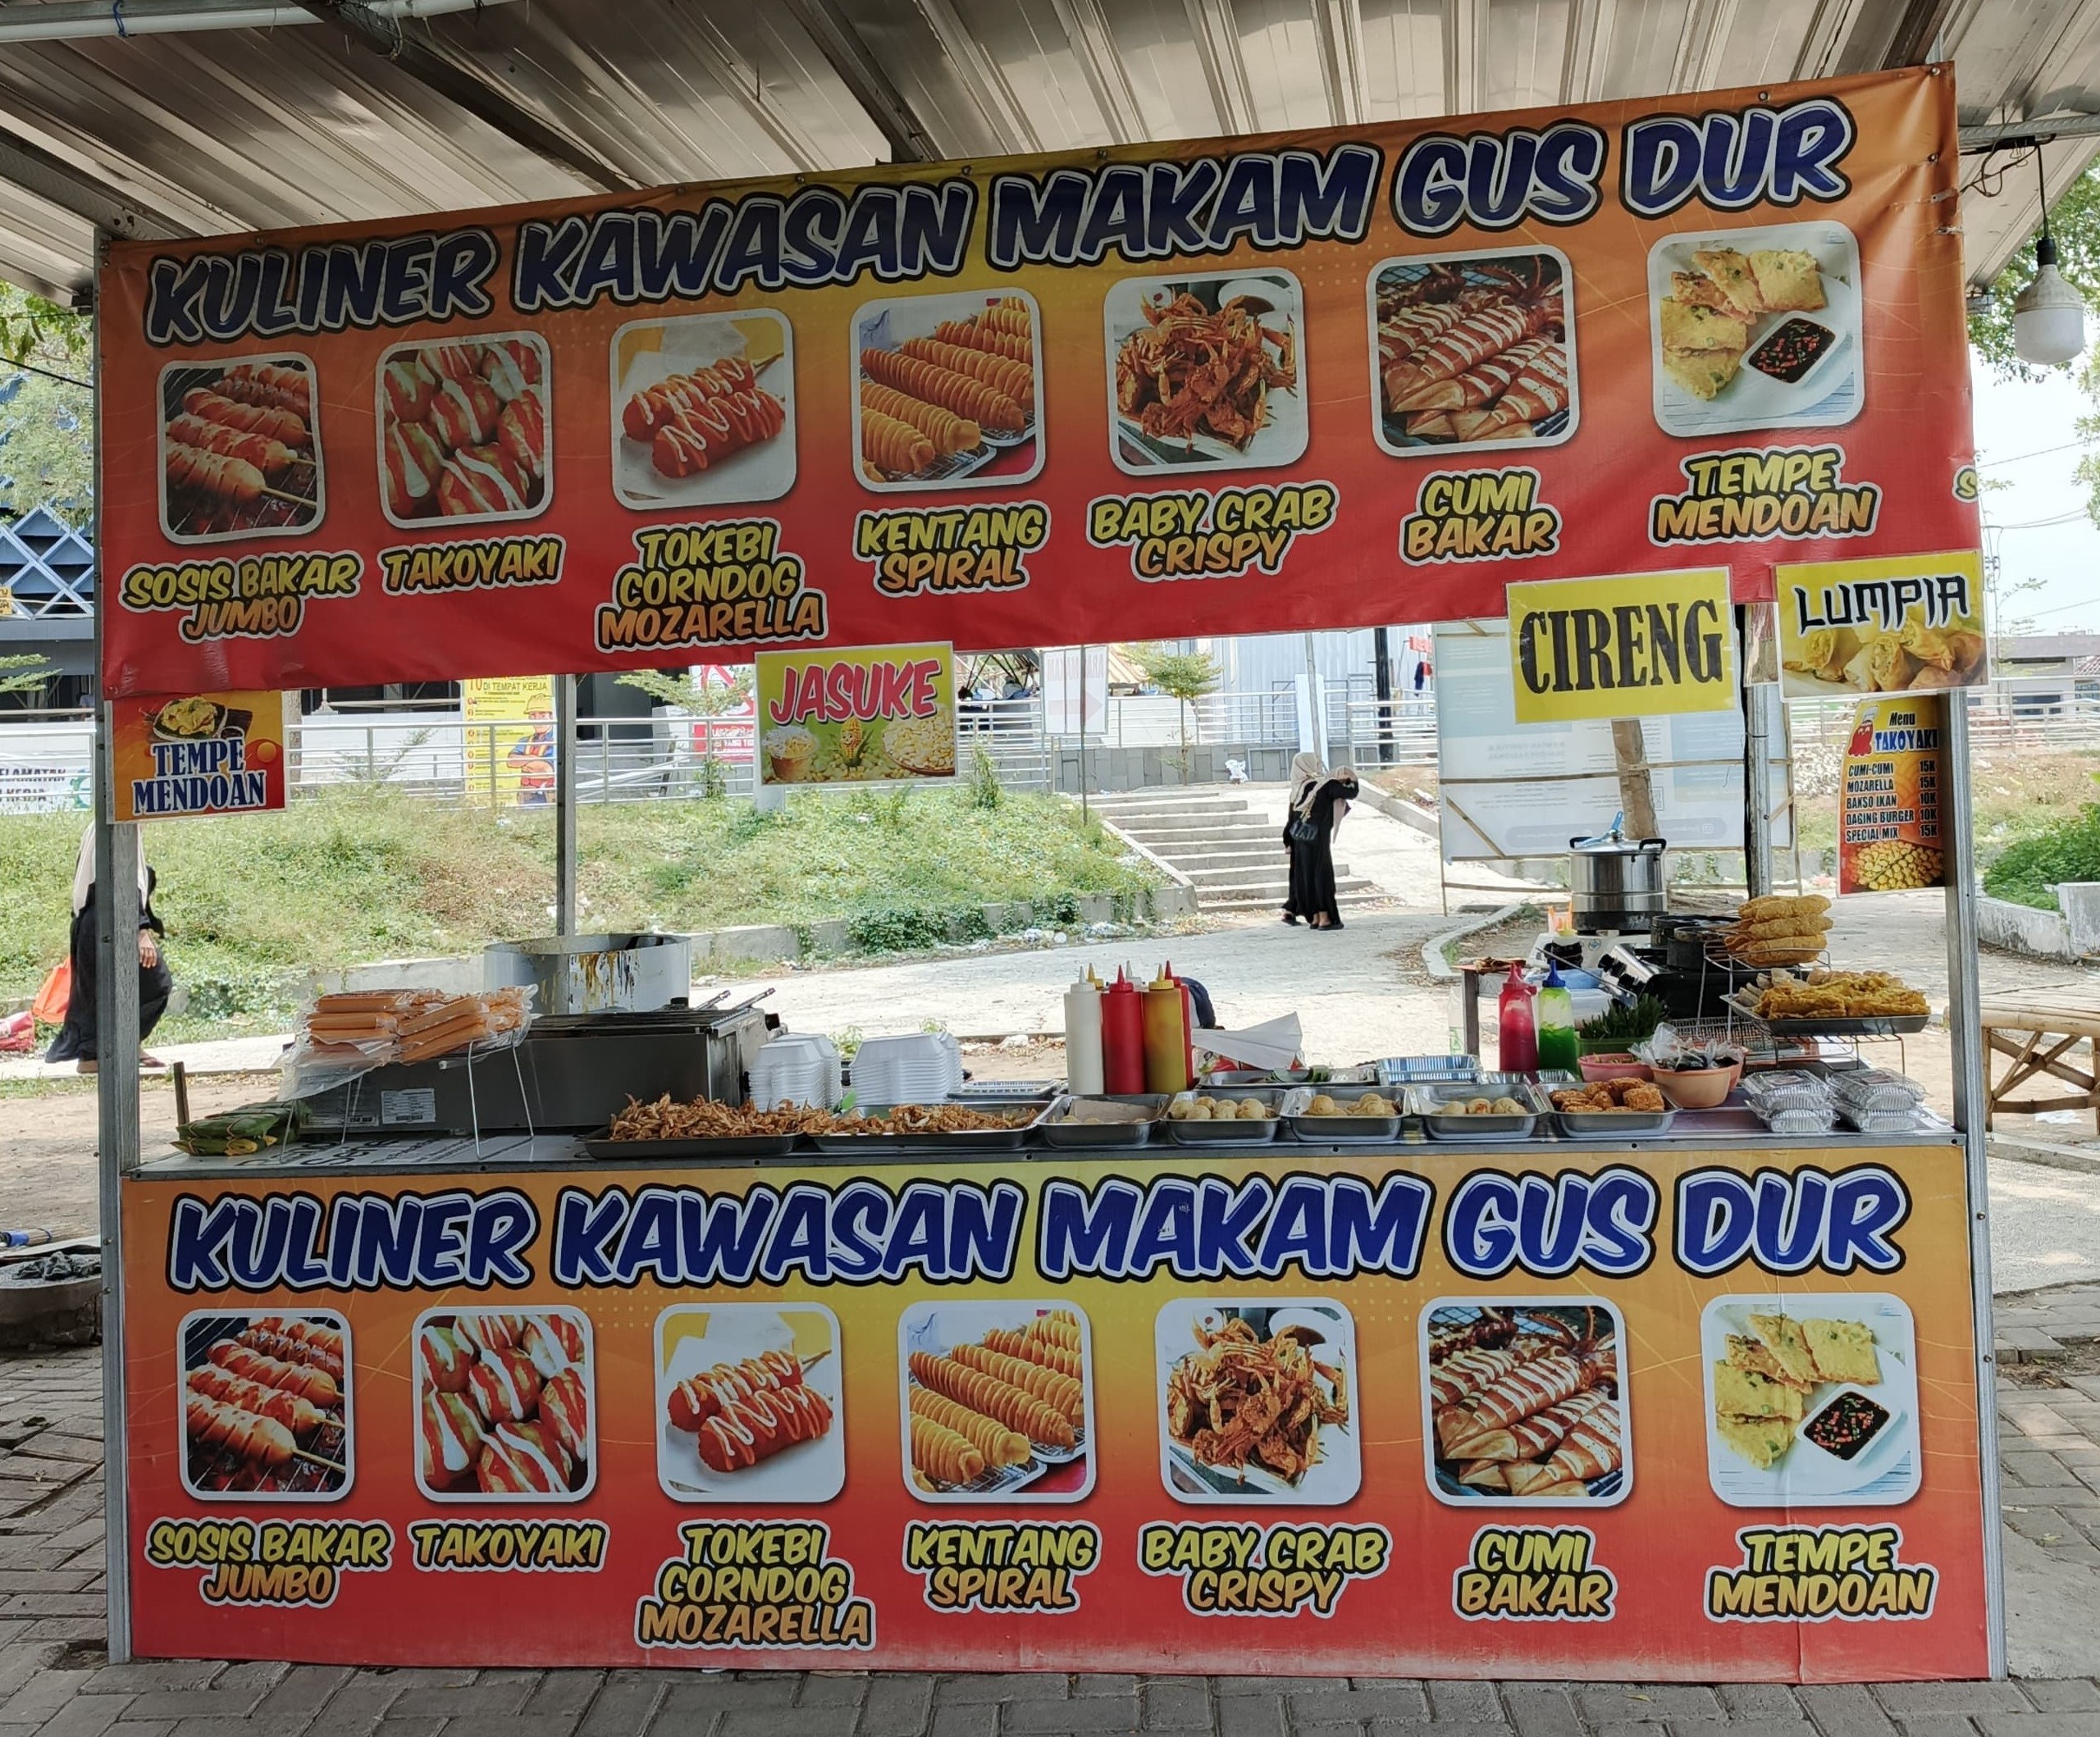 KULINER KAWASAN MAKAM GUS DUR
SOSIS BAKAR
JUMBO
TAKOYAKI
TOKEBI
CORNDOG
MOZARELLA
KENTANG
SPIRAL
BABY CRAB
CRISPY
CUMI
BAKAR
TEMPE
MENDOAN
S
TEMPE
MENDOAN
DI TEMPAT KERJA
JASUKE
CIRENG
LUMPIA
Menu
TAKOYAKI
CUMI-CUMI 15K
MOZARELLA 15K
BAKSO IKAN 10K
DAGING BURGER 10K
SPECIAL MIX 15K
KULINER KAWASAN MAKAM GUS DUR
SOSIS BAKAR
JUMBO
TAKOYAKI
TOKEBI
CORNDOG
MOZARELLA
KENTANG
SPIRAL
BABY CRAB
CRISPY
CUMI
BAKAR
TEMPE
MENDOAN